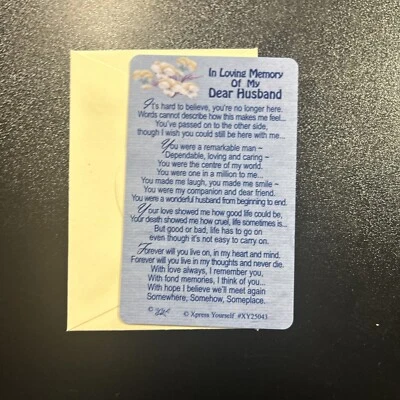 In Loving Memory
Of My
Dear Husband
It's hard to believe, you're no longer here.
Words cannot describe how this makes me feel...
You've passed on to the other side,
though I wish you could still be here with me...
You were a remarkable man ~
Dependable, loving and caring ~
You were the centre of my world.
You were one in a million to me...
You made me laugh, you made me smile ~
You were my companion and dear friend.
You were a wonderful husband from beginning to end.
Your love showed me how good life could be,
Your death showed me how cruel, life sometimes is...
But good or bad, life has to go on
even though it's not easy to carry on.
Forever will you live on, in my heart and mind.
Forever will you live in my thoughts and never die.
With love always, I remember you,
With fond memories, I think of you...
With hope I believe we'll meet again
Somewhere, Somehow, Someplace.
©
© Xpress Yourself #XY25043